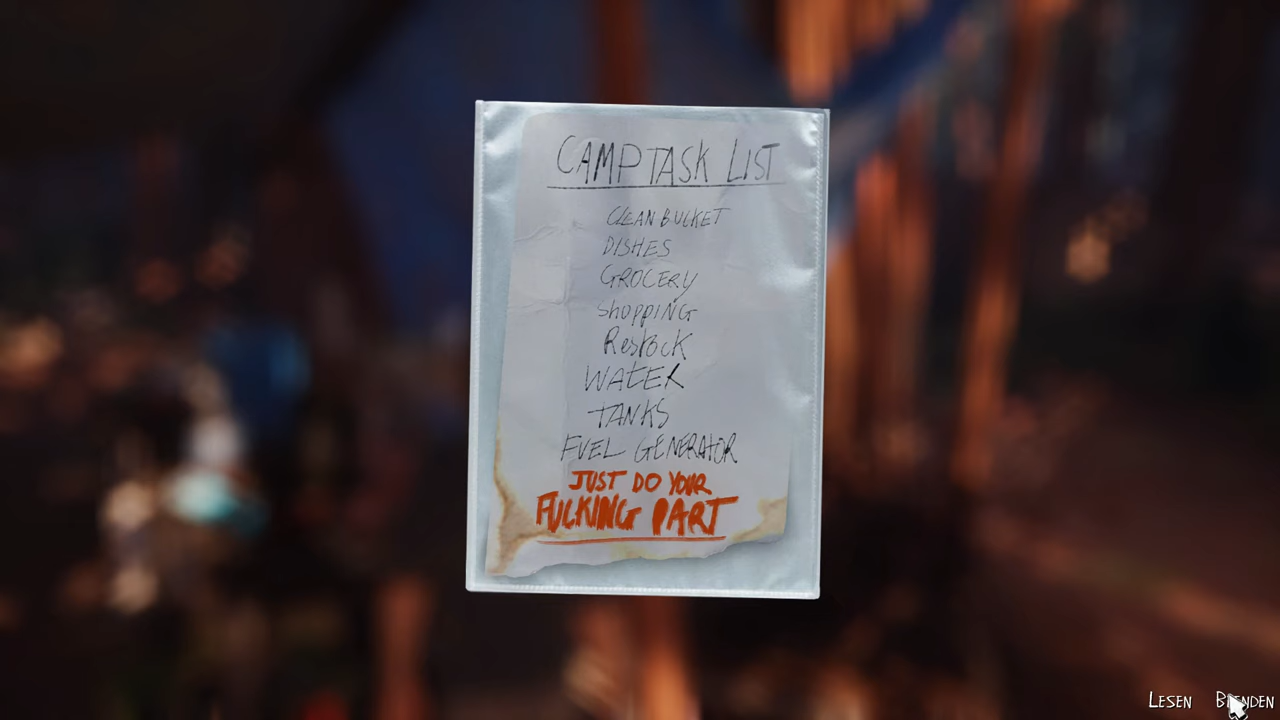 CAMP TASK LIST
CLEAN BUCKET
DISHES
GROCERY
SHOPPING
RESTOCK
WATER
TANKS
FUEL GENERATOR
JUST DO YOUR
FUCKING PART
LESEN